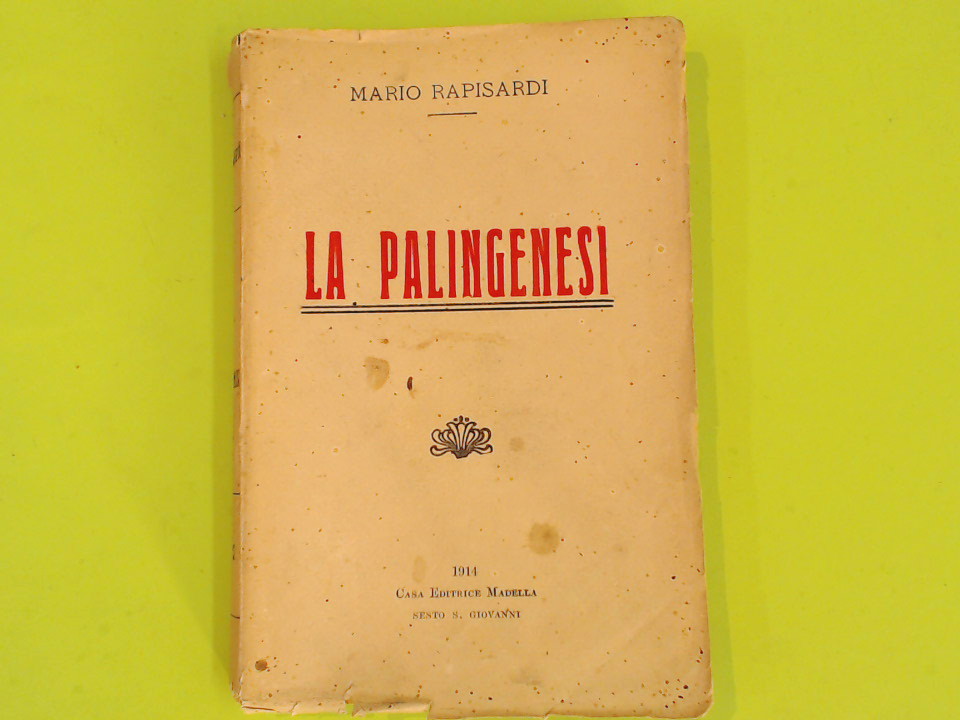 MARIO RAPISARDI
LA PALINGENESI
1914
CASA EDITRICE MADELLA
SESTO S. GIOVANNI